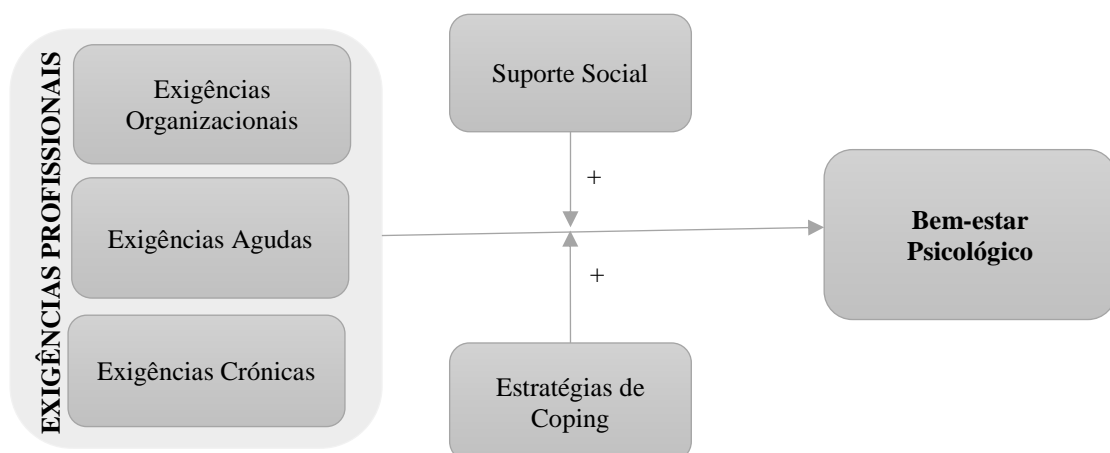 EXIGÊNCIAS PROFISSIONAIS
Exigências
Organizacionais
Exigências Agudas
Exigências Crónicas
Suporte Social
+
+
Estratégias de
Coping
Bem-estar
Psicológico